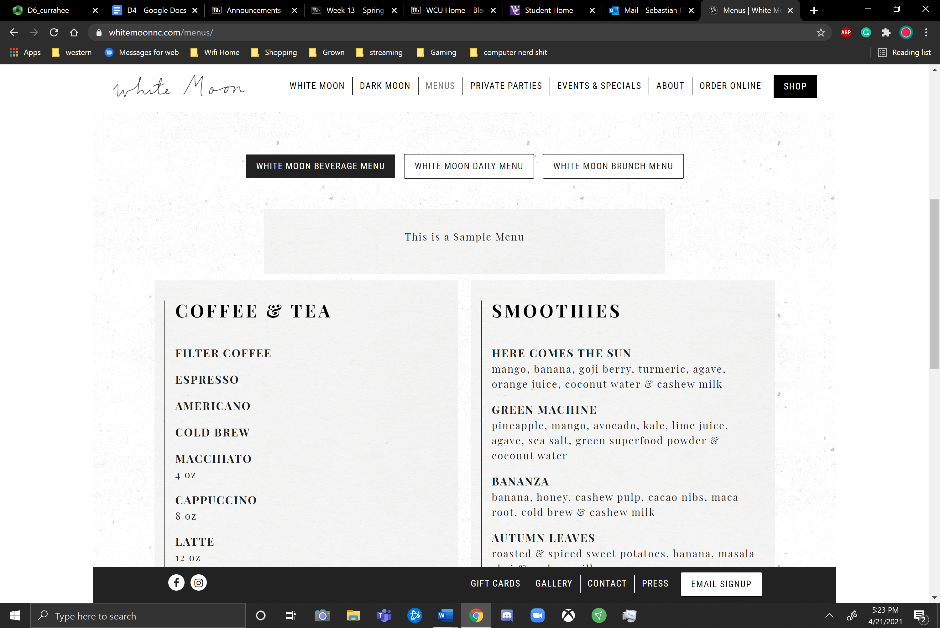 D6_currahee
D4 - Google Docs
Announcements
Week 13 - Spring
WCU Home - Bla
Student Home
Mail - Sebastian
Menus | White Mo
whitemoonnc.com/menus/
Apps western Messages for web Wifi Home Shopping Grown streaming Gaming computer nerd shit Reading list
ABP
White Moon
WHITE MOON DARK MOON MENUS PRIVATE PARTIES EVENTS & SPECIALS ABOUT ORDER ONLINE SHOP
WHITE MOON BEVERAGE MENU WHITE MOON DAILY MENU WHITE MOON BRUNCH MENU
This is a Sample Menu
COFFEE & TEA
FILTER COFFEE
ESPRESSO
AMERICANO
COLD BREW
MACCHIATO
4 oz
CAPPUCCINO
8 oz
LATTE
12 oz
SMOOTHIES
HERE COMES THE SUN
mango, banana, goji berry, turmeric, agave,
orange juice, coconut water & cashew milk
GREEN MACHINE
pineapple, mango, avocado, kale, lime juice,
agave, sea salt, green superfood powder &
coconut water
BANANZA
banana, honey, cashew pulp, cacao nibs, maca
root, cold brew & cashew milk
AUTUMN LEAVES
roasted & spiced sweet potatoes, banana, masala
GIFT CARDS GALLERY CONTACT PRESS EMAIL SIGNUP
Type here to search
5:23 PM
4/21/2021